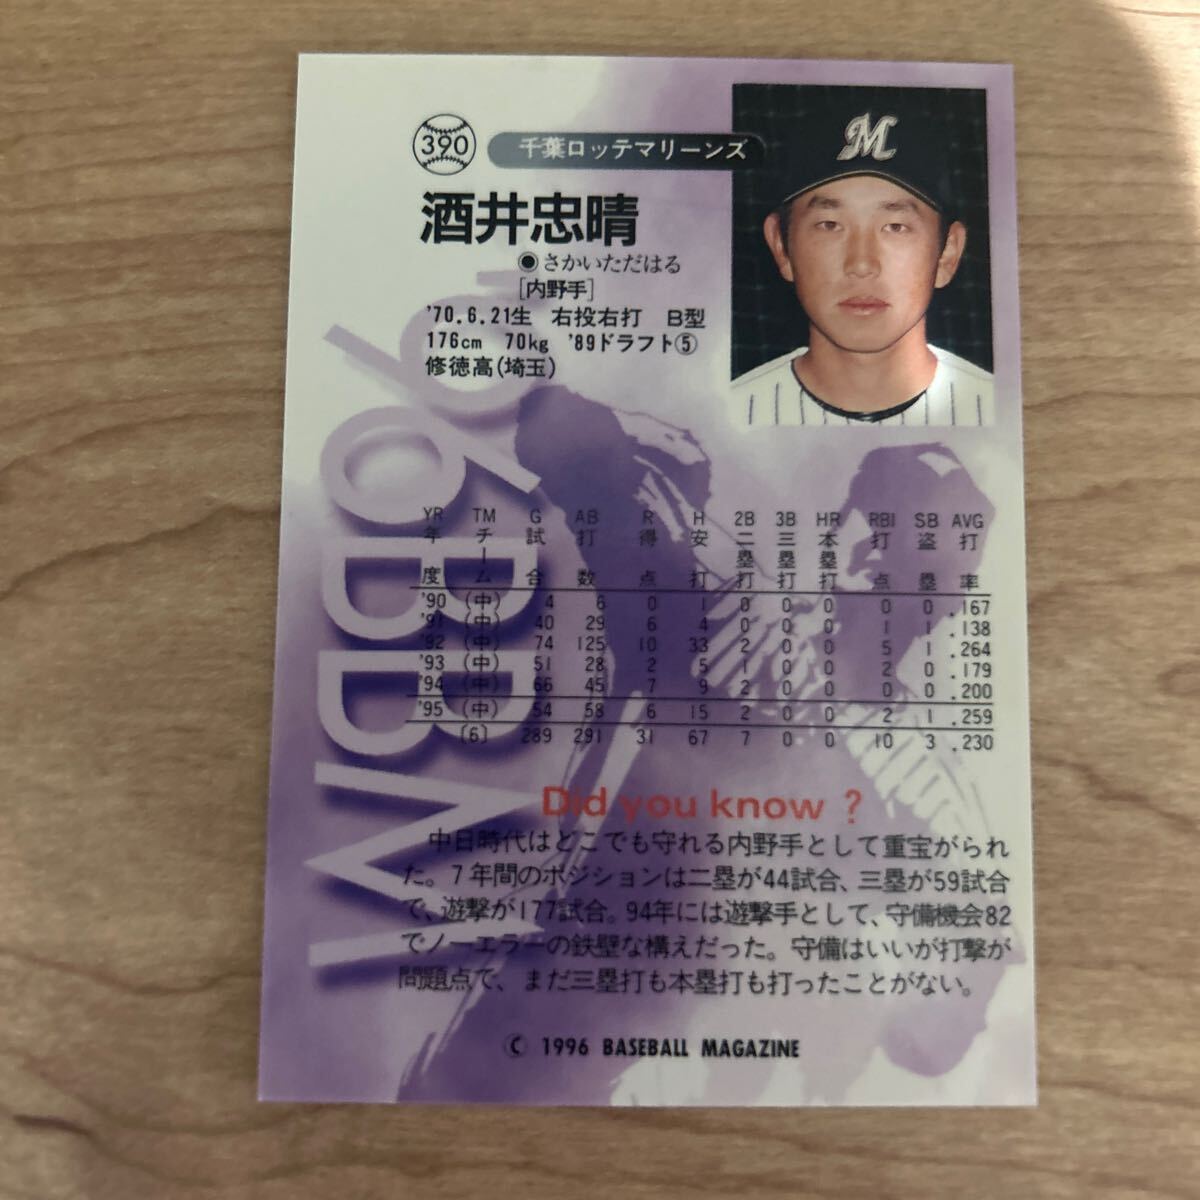 390
千葉ロッテマリーンズ
M
酒井忠晴
●さかいただはる
[内野手]
'70.6.21生 右投右打 B型
176cm 70kg '89ドラフト⑤
修徳高(埼玉)
'96BBM
YR TM G AB R H 2B 3B HR RBI SB AVG
年度 チーム 試合 打数 得点 安打 二塁打 三塁打 本塁打 打点 盗塁 打率
'90 (中) 4 6 0 1 0 0 0 0 0 .167
'91 (中) 40 29 6 4 0 0 0 1 1 .138
'92 (中) 74 125 10 33 2 0 0 5 1 .264
'93 (中) 51 28 2 5 1 0 0 2 0 .179
'94 (中) 66 45 7 9 2 0 0 0 0 .200
'95 (中) 54 58 6 15 2 0 0 2 1 .259
[6] 289 291 31 67 7 0 0 10 3 .230
Did you know ?
中日時代はどこでも守れる内野手として重宝がられ
た。7年間のポジションは二塁が44試合、三塁が59試合
で、遊撃が177試合。94年には遊撃手として、守備機会82
でノーエラーの鉄壁な構えだった。守備はいいが打撃が
問題点で、まだ三塁打も本塁打も打ったことがない。
© 1996 BASEBALL MAGAZINE